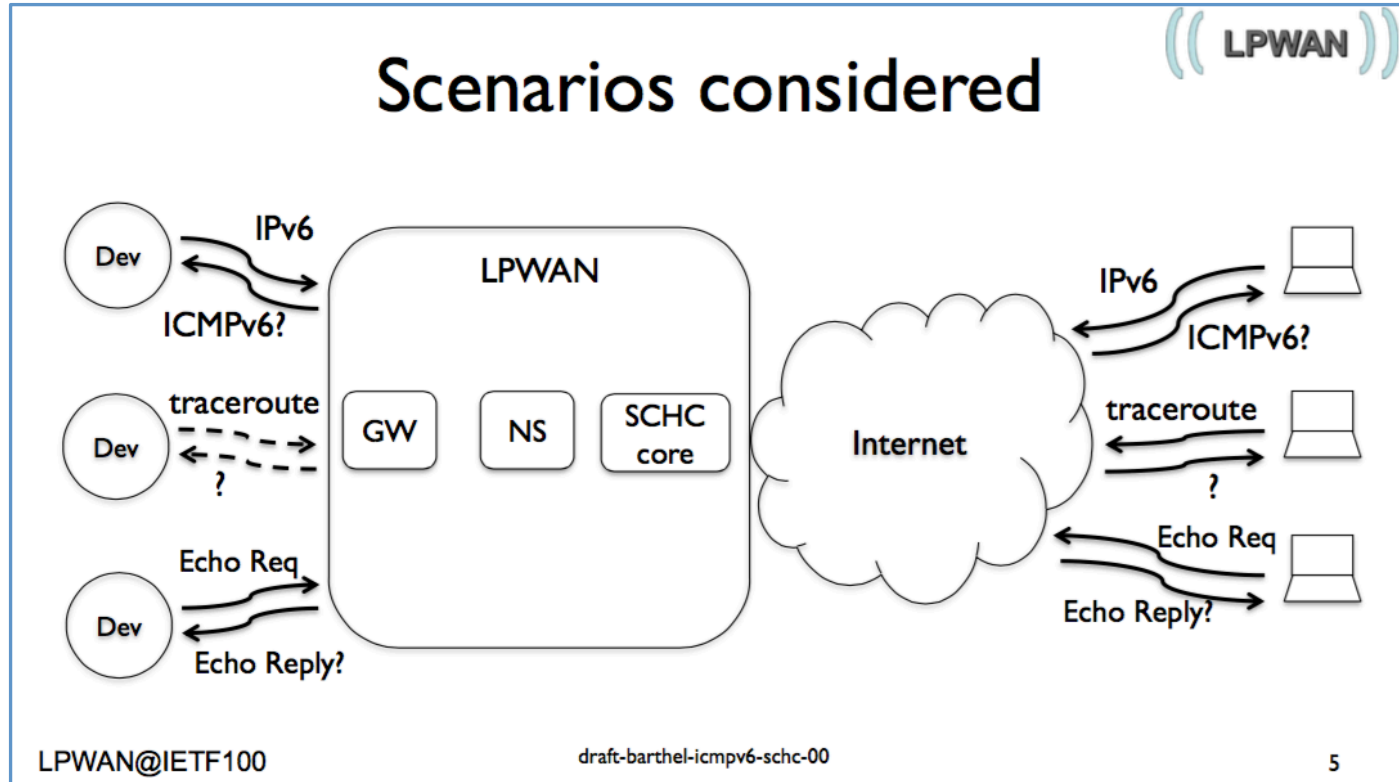 (( LPWAN ))
Scenarios considered
Dev
IPv6
ICMPv6?
LPWAN
IPv6
ICMPv6?
Dev
traceroute
?
GW
NS
SCHC
core
Internet
traceroute
?
Dev
Echo Req
Echo Reply?
Echo Req
Echo Reply?
LPWAN@IETF100
draft-barthel-icmpv6-schc-00
5